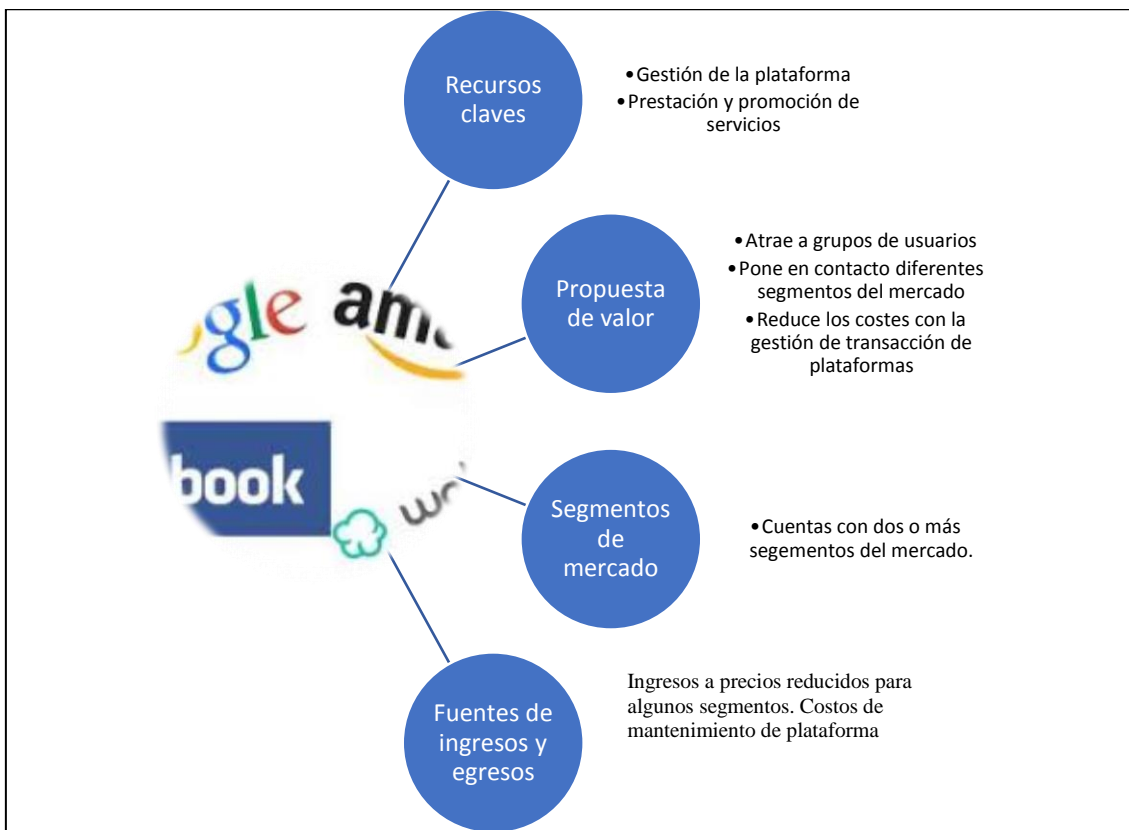 Recursos
claves
•Gestión de la plataforma
•Prestación y promoción de
servicios
Propuesta
de valor
•Atrae a grupos de usuarios
•Pone en contacto diferentes
segmentos del mercado
•Reduce los costes con la
gestión de transacción de
plataformas
gle
am
book
Segmentos
de
mercado
•Cuentas con dos o más
segementos del mercado.
Fuentes de
ingresos y
egresos
Ingresos a precios reducidos para
algunos segmentos. Costos de
mantenimiento de plataforma